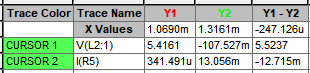 Trace Color Trace Name Y1 Y2 Y1 - Y2
X Values 1.0690m 1.3161m -247.126u
CURSOR 1 V(L2:1) 5.4161 -107.527m 5.5237
CURSOR 2 I(R5) 341.491u 13.056m -12.715m